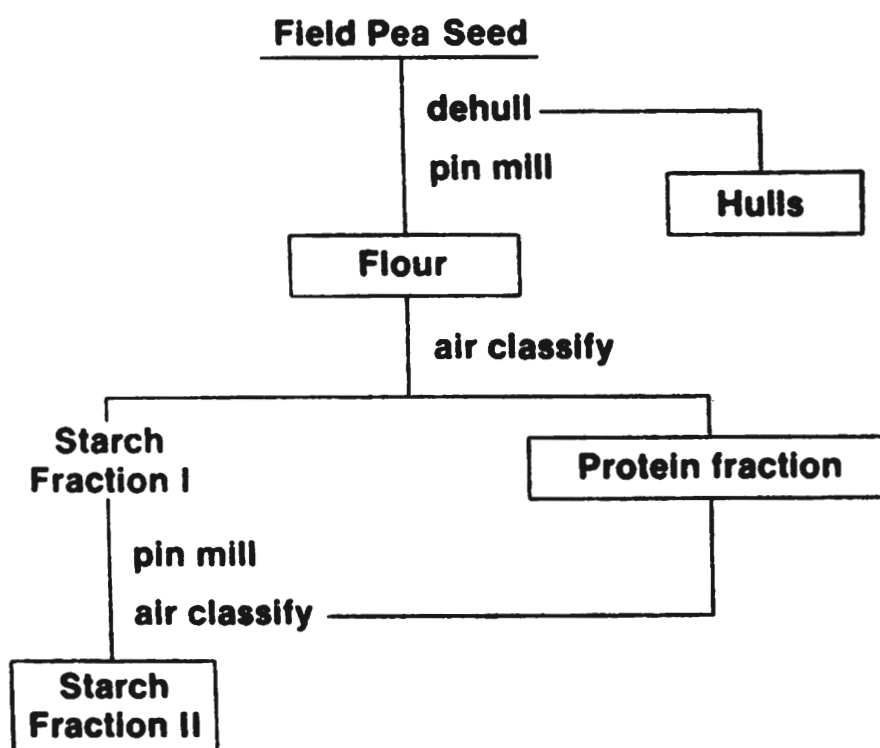 Field Pea Seed
dehull
pin mill
Hulls
Flour
air classify
Starch
Fraction I
Protein fraction
pin mill
air classify
Starch
Fraction II